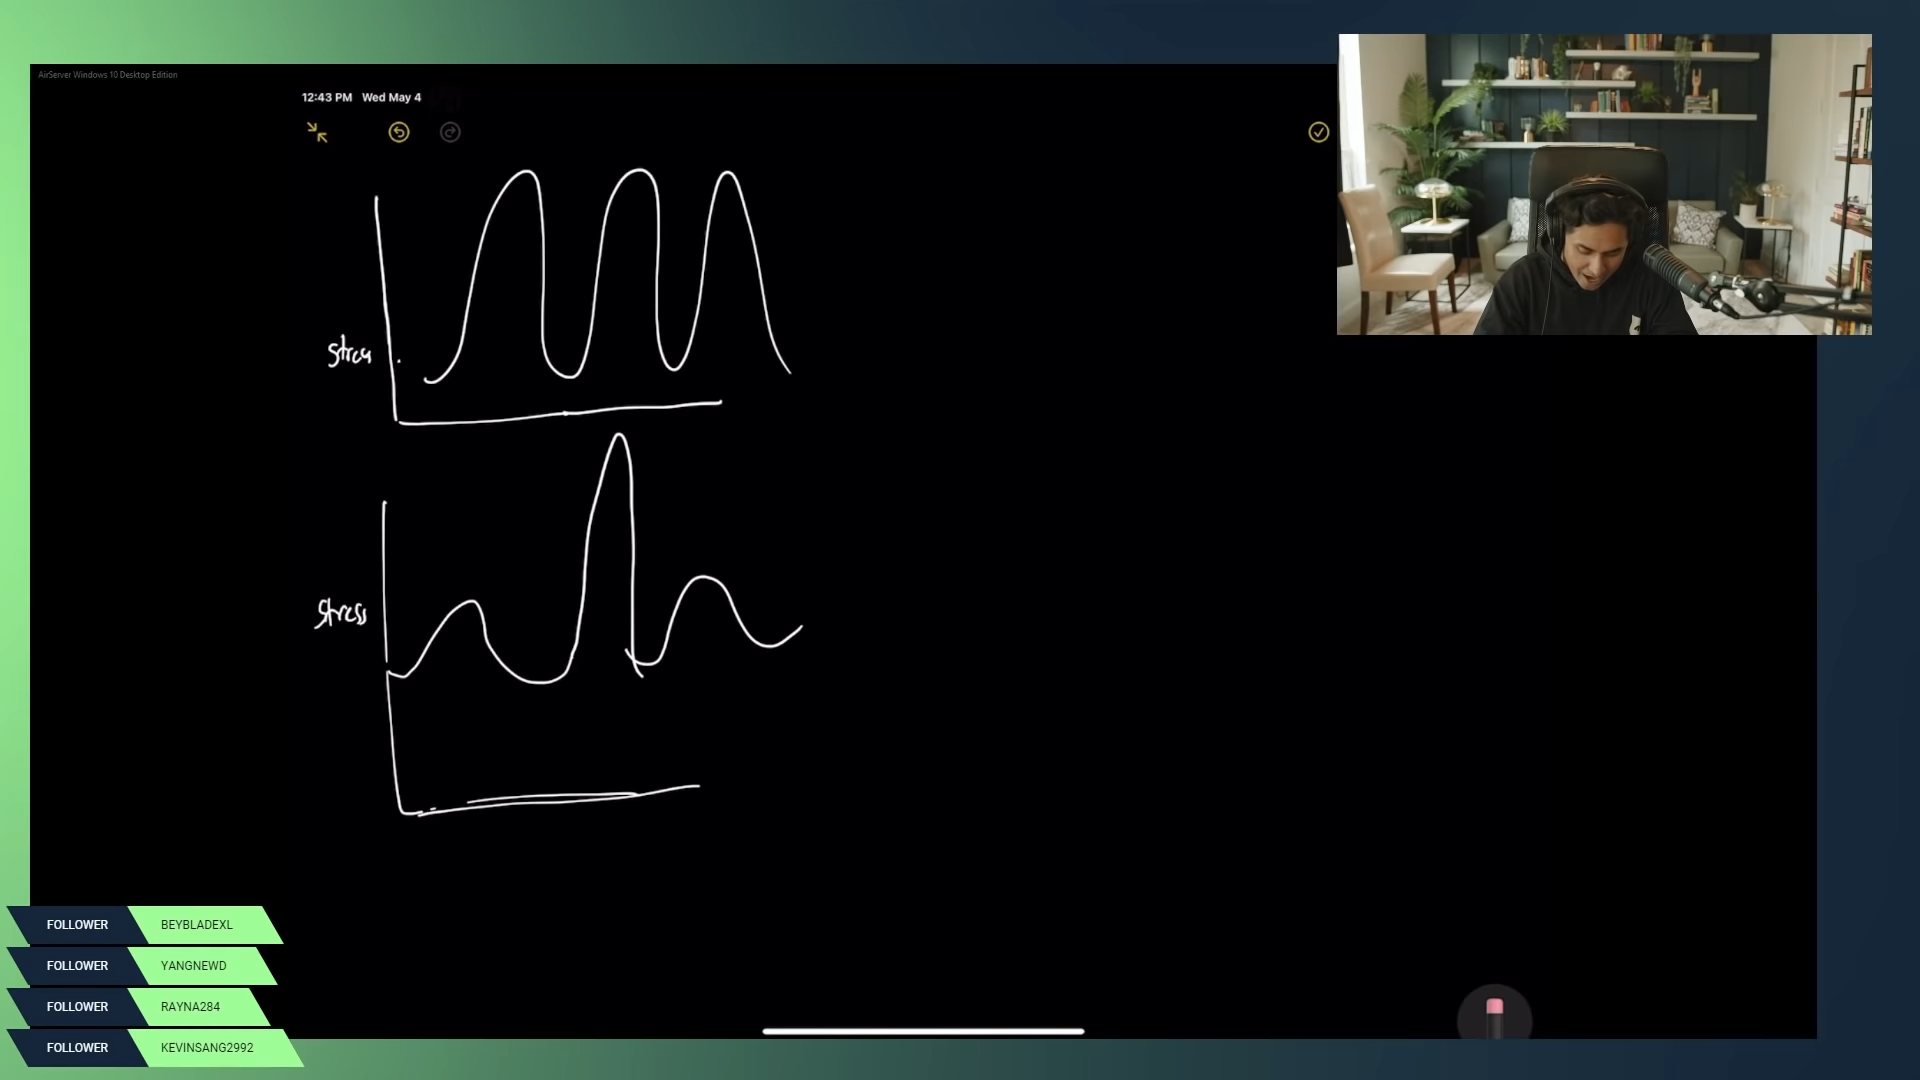 AirServer Windows 10 Desktop Edition
12:43 PM Wed May 4
stress
FOLLOWER BEYBLADEXL
FOLLOWER YANGNEWD
FOLLOWER RAYNA284
FOLLOWER KEVINSANG2992